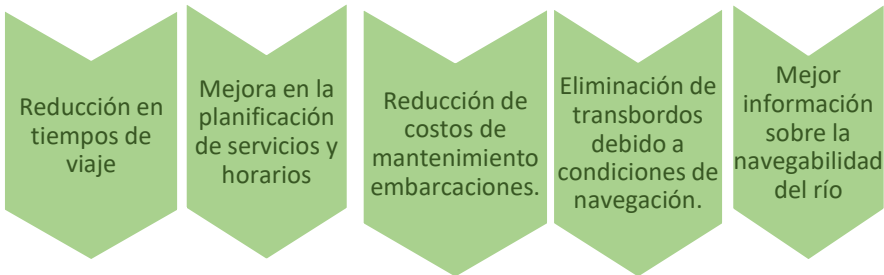 Reducción en
tiempos de
viaje
Mejora en la
planificación
de servicios y
horarios
Reducción de
costos de
mantenimiento
embarcaciones.
Eliminación de
transbordos
debido a
condiciones de
navegación.
Mejor
información
sobre la
navegabilidad
del río